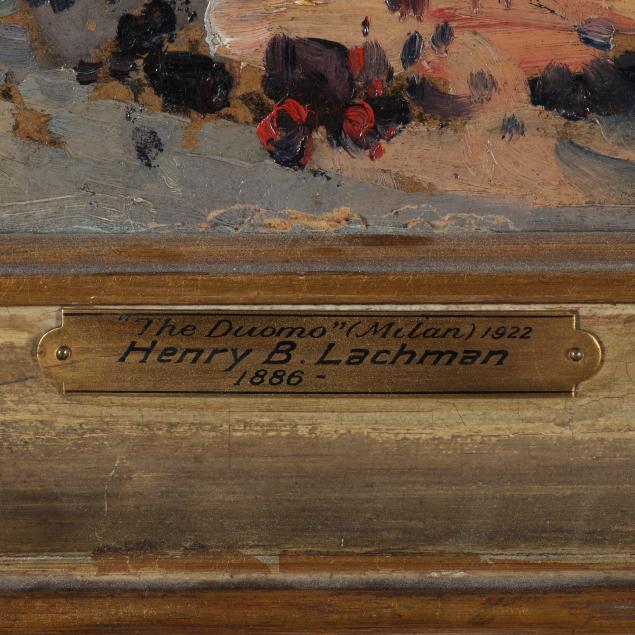 "The Duomo" (Milan) 1922
Henry B. Lachman
1886 -